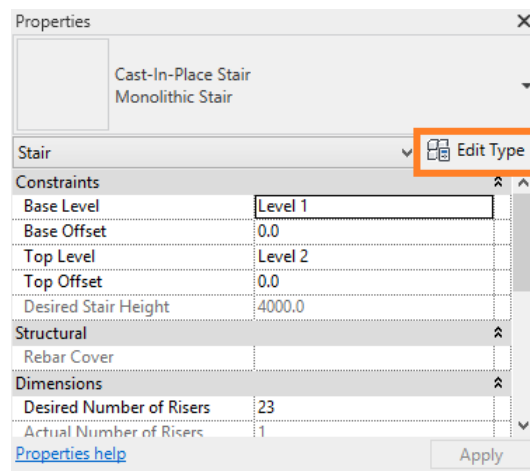 Properties
Cast-In-Place Stair
Monolithic Stair
Stair
Edit Type
Constraints
Base Level Level 1
Base Offset 0.0
Top Level Level 2
Top Offset 0.0
Desired Stair Height 4000.0
Structural
Rebar Cover
Dimensions
Desired Number of Risers 23
Actual Number of Risers 1
Properties help
Apply